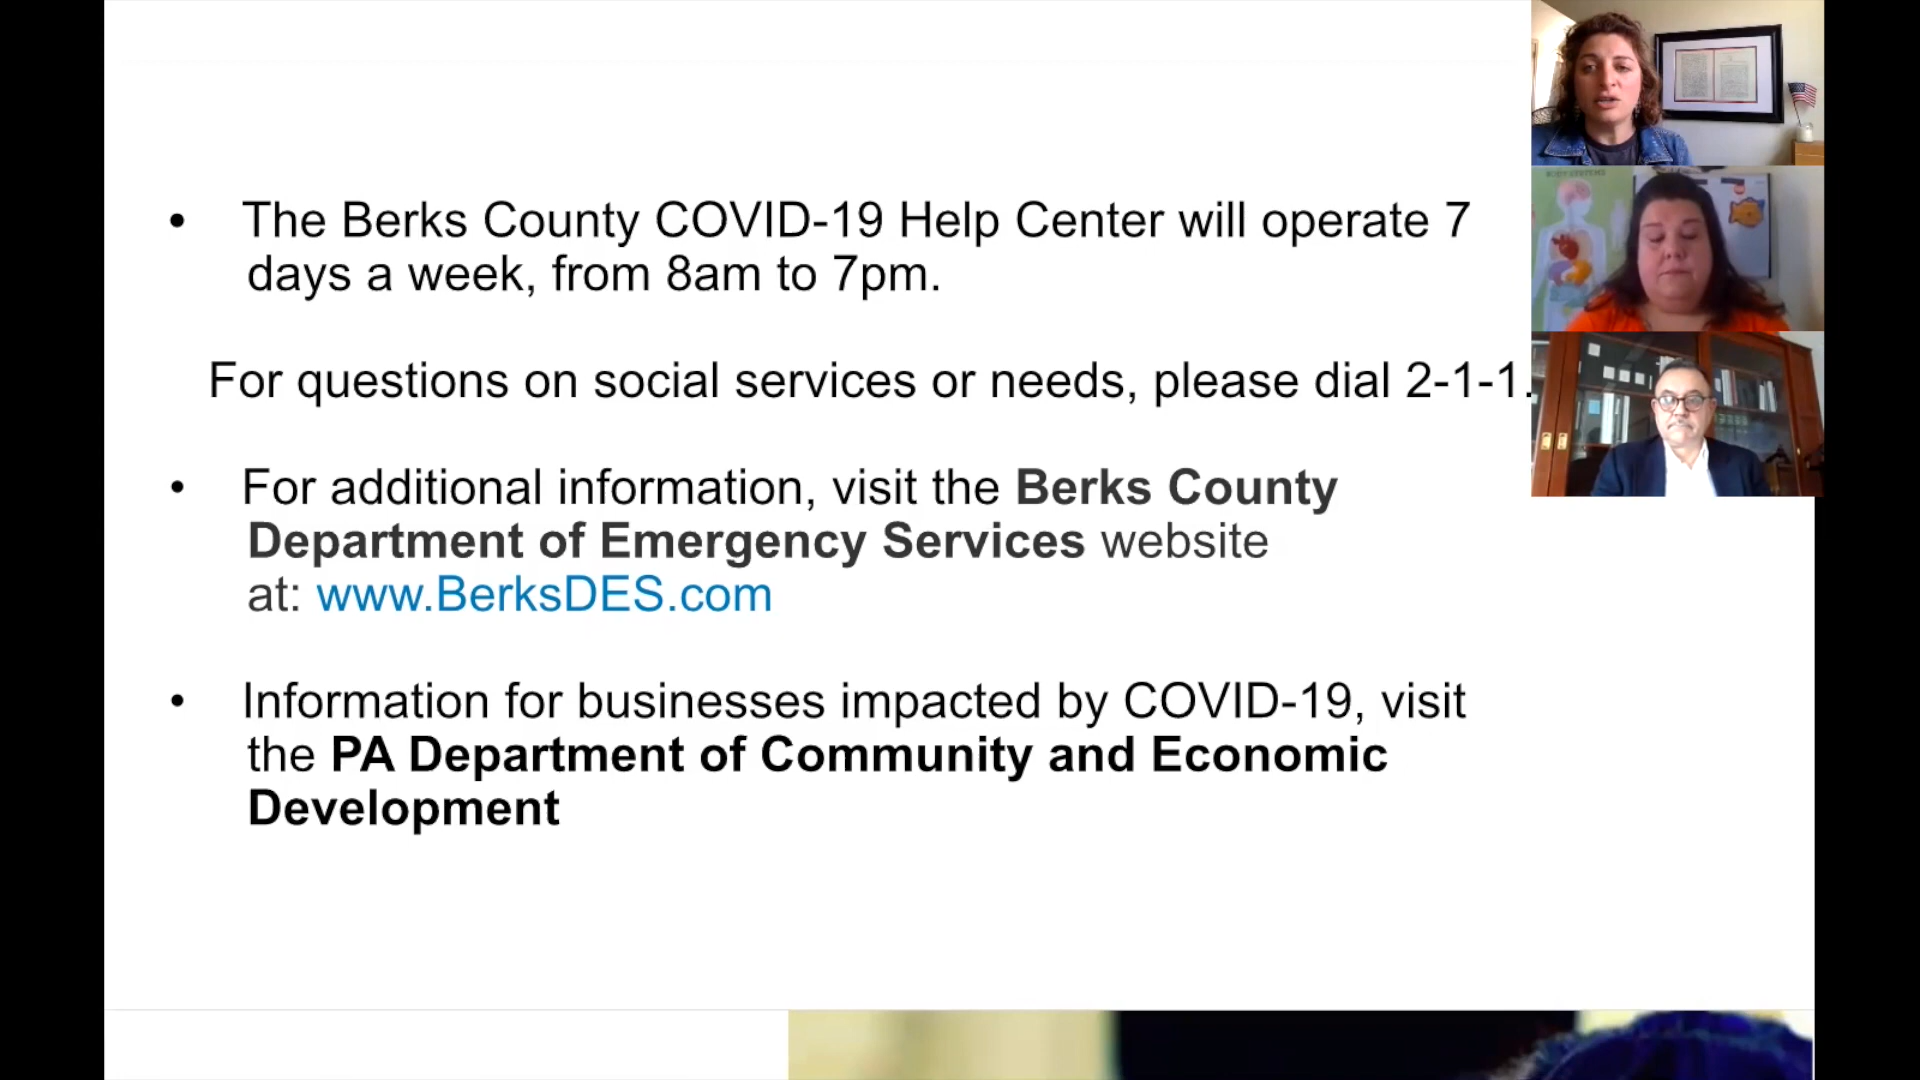 • The Berks County COVID-19 Help Center will operate 7
days a week, from 8am to 7pm.
For questions on social services or needs, please dial 2-1-1.
• For additional information, visit the Berks County
Department of Emergency Services website
at: www.BerksDES.com
• Information for businesses impacted by COVID-19, visit
the PA Department of Community and Economic
Development
BODY SYSTEMS